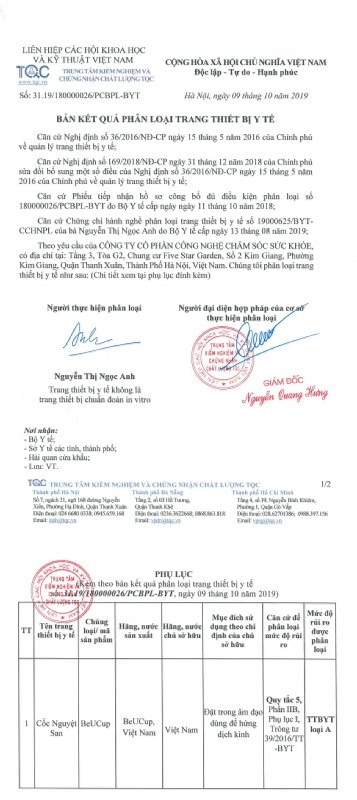 LIÊN HIỆP CÁC HỘI KHOA HỌC
VÀ KỸ THUẬT VIỆT NAM
TQC
www.tqc.vn
TRUNG TÂM KIỂM NGHIỆM VÀ
CHỨNG NHẬN CHẤT LƯỢNG TQC
Số: 31.19/180000026/PCBPL-BYT
CỘNG HÒA XÃ HỘI CHỦ NGHĨA VIỆT NAM
Độc lập - Tự do - Hạnh phúc
Hà Nội, ngày 09 tháng 10 năm 2019
BẢN KẾT QUẢ PHÂN LOẠI TRANG THIẾT BỊ Y TẾ
Căn cứ Nghị định số 36/2016/NĐ-CP ngày 15 tháng 5 năm 2016 của Chính phủ
về quản lý trang thiết bị y tế;
Căn cứ Nghị định số 169/2018/NĐ-CP ngày 31 tháng 12 năm 2018 của Chính phủ
sửa đổi bổ sung một số điều của Nghị định số 36/2016/NĐ-CP ngày 15 tháng 5 năm
2016 của Chính phủ về quản lý trang thiết bị y tế;
Căn cứ Phiếu tiếp nhận hồ sơ công bố đủ điều kiện phân loại số
180000026/PCBPL-BYT do Bộ Y tế cấp ngày 11 tháng 10 năm 2018;
Căn cứ Chứng chỉ hành nghề phân loại trang thiết bị y tế số 19000625/BYT-
CCHNPL của bà Nguyễn Thị Ngọc Anh do Bộ Y tế cấp ngày 13 tháng 08 năm 2019;
Theo yêu cầu của CÔNG TY CỔ PHẦN CÔNG NGHỆ CHĂM SÓC SỨC KHỎE,
có địa chỉ tại: Tầng 3, Tòa G2, Chung cư Five Star Garden, Số 2 Kim Giang, Phường
Kim Giang, Quận Thanh Xuân, Thành Phố Hà Nội, Việt Nam. Chúng tôi phân loại trang
thiết bị y tế như sau: (Chi tiết xem tại phụ lục đính kèm)
Người thực hiện phân loại
Anh
Nguyễn Thị Ngọc Anh
Trang thiết bị y tế không là
trang thiết bị chuẩn đoán in vitro
Người đại diện hợp pháp của cơ sở
thực hiện phân loại
TRUNG TÂM
KIỂM NGHIỆM VÀ
CHỨNG NHẬN
CHẤT LƯỢNG TQC
GIÁM ĐỐC
Nguyễn Quang Hưng
Nơi nhận:
- Bộ Y tế;
- Sở Y tế các tỉnh, thành phố;
- Hải quan cửa khẩu;
- Lưu: VT.
TQC TRUNG TÂM KIỂM NGHIỆM VÀ CHỨNG NHẬN CHẤT LƯỢNG TQC
1/2
Thành phố Hà Nội
Số 7, ngách 21, ngõ 168 đường Nguyễn
Xiển, Phường Hạ Đình, Quận Thanh Xuân
Điện thoại: 024 6680 0338; 0945.659.168
Thành phố Đà Nẵng
Tầng 2, số 03 Hải Trương,
Quận Thanh Khê
Điện thoại: 0236.3622668; 0868.863.818
Thành phố Hồ Chí Minh
Tầng 4, số 39, Nguyễn Bỉnh Khiêm,
Phường 1, Quận Gò Vấp
Điện thoại: 028.62701386; 0988.397.156
PHỤ LỤC
(Kèm theo bản kết quả phân loại trang thiết bị y tế
số 31.19/180000026/PCBPL-BYT, ngày 09 tháng 10 năm 2019)
TRUNG TÂM
KIỂM NGHIỆM VÀ
CHỨNG NHẬN
CHẤT LƯỢNG TQC
TT
Tên trang
thiết bị y tế
Chủng
loại/ mã
sản phẩm
Hãng, nước
sản xuất
Hãng, nước
chủ sở hữu
Mục đích sử
dụng theo chỉ
định của chủ
sở hữu
Căn cứ để
phân loại
mức độ rủi
ro
Mức độ
rủi ro
được
phân
loại
1
Cốc Nguyệt
San
BeUCup
BeUCup,
Việt Nam
Việt Nam
Đặt trong âm đạo
dùng để hứng
dịch kinh
Quy tắc 5,
Phần IIB,
Phụ lục I,
Trông tư
39/2016/TT
-BYT
TTBYT
loại A